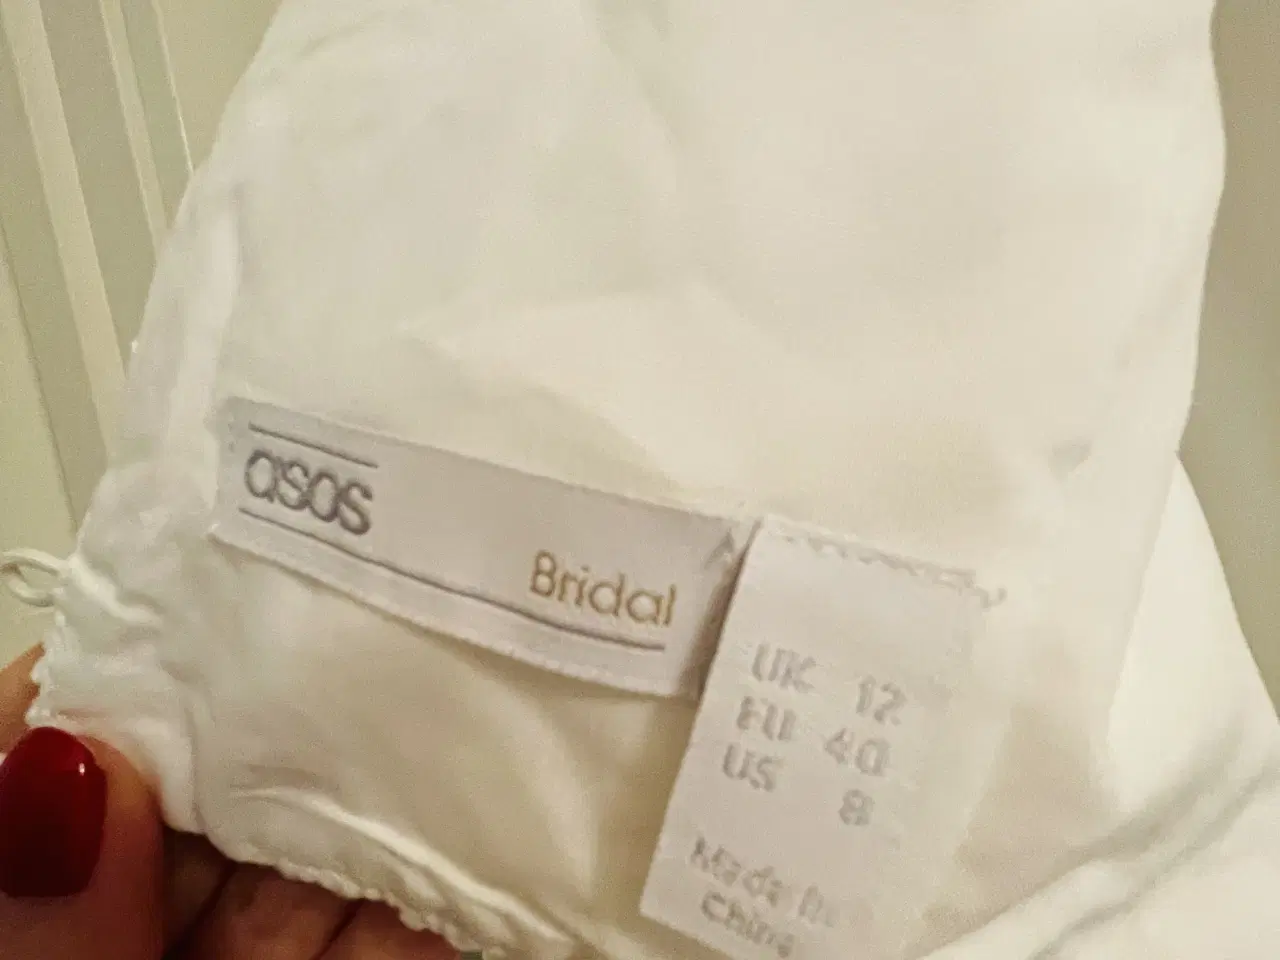 asos
Bridal
UK 12
EU 40
US 8
Made in
China